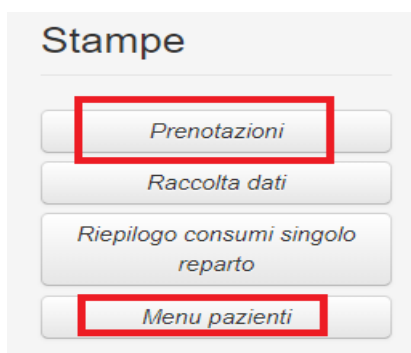 Stampe
Prenotazioni
Raccolta dati
Riepilogo consumi singolo
reparto
Menu pazienti